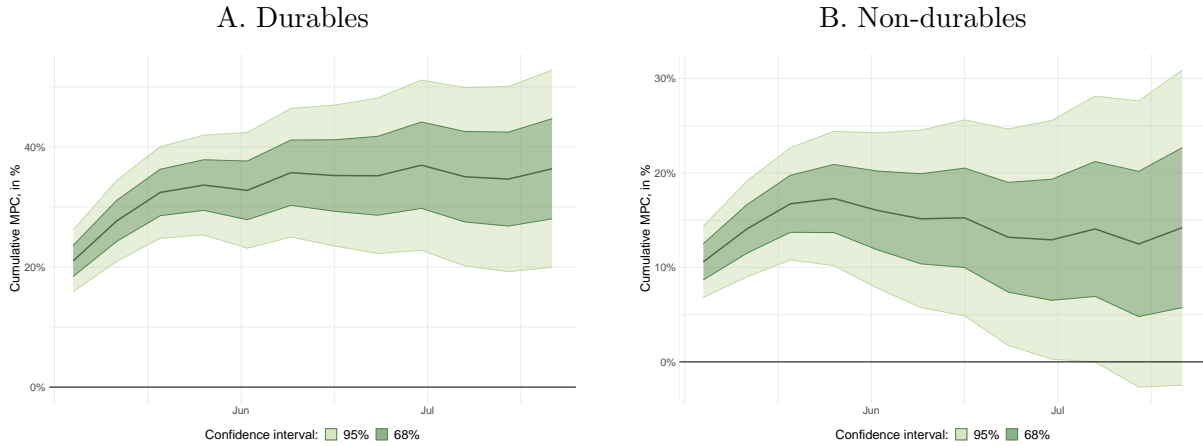 A. Durables
Cumulative MPC, in %
40%
20%
0%
Jun
Jul
Confidence interval: 95% 68%
B. Non-durables
Cumulative MPC, in %
30%
20%
10%
0%
Jun
Jul
Confidence interval: 95% 68%